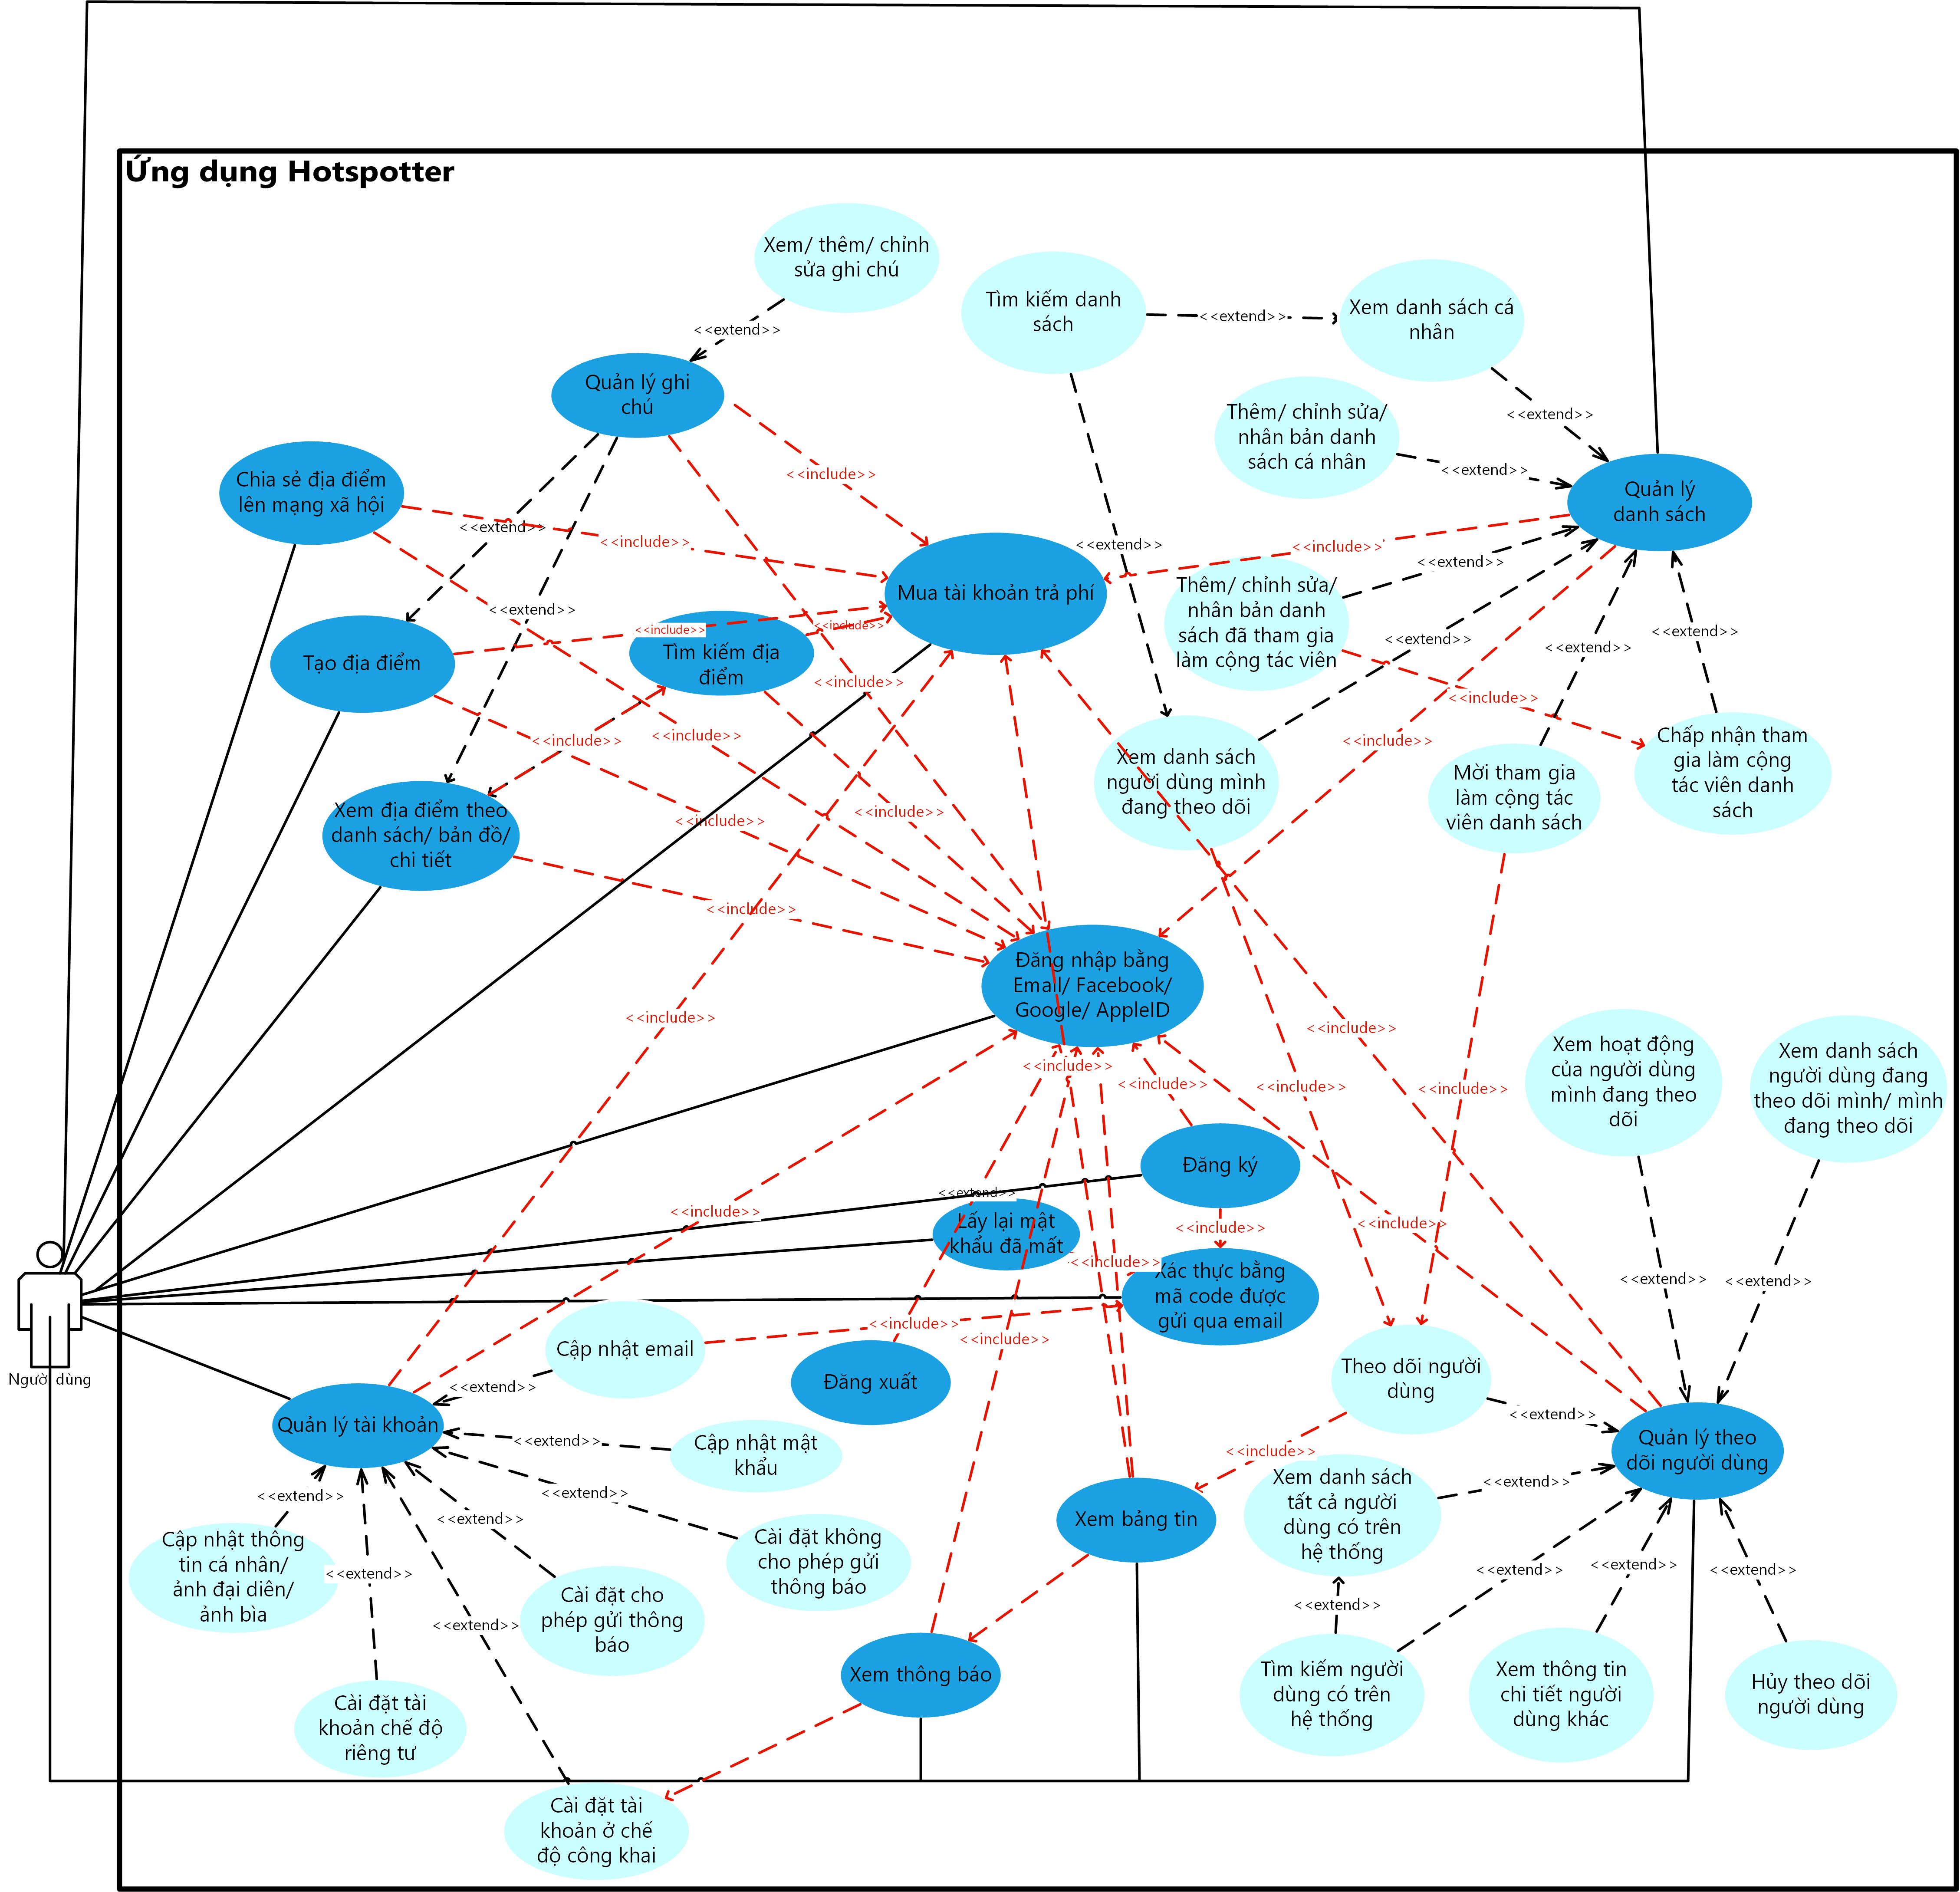 Ứng dụng Hotspotter
Xem/ thêm/ chỉnh
sửa ghi chú
Tìm kiếm danh
sách
<<extend>>
Xem danh sách cá
nhân
<<extend>>
Quản lý ghi
chú
Thêm/ chỉnh sửa/
nhân bản danh
sách cá nhân
<<extend>>
<<extend>>
Quản lý
danh sách
Chia sẻ địa điểm
lên mạng xã hội
<<include>>
<<extend>>
<<include>>
<<extend>>
<<include>>
<<extend>>
Thêm/ chỉnh sửa/
nhân bản danh
sách đã tham gia
làm cộng tác viên
Mua tài khoản trả phí
<<extend>>
<<include>>
<<include>>
<<extend>>
<<extend>>
<<extend>>
Tạo địa điểm
Tìm kiếm địa
điểm
<<include>>
<<include>>
<<include>>
<<include>>
<<include>>
Xem danh sách
người dùng mình
đang theo dõi
Mời tham gia
làm cộng tác
viên danh sách
Chấp nhận tham
gia làm cộng
tác viên danh
sách
Xem địa điểm theo
danh sách/ bản đồ/
chi tiết
<<include>>
<<include>>
<<include>>
Đăng nhập bằng
Email/ Facebook/
Google/ AppleID
<<include>>
<<include>>
Xem hoạt động
của người dùng
mình đang theo
dõi
Xem danh sách
người dùng đang
theo dõi mình/ mình
đang theo dõi
<<include>>
<<include>>
<<include>>
<<include>>
Đăng ký
<<extend>>
<<include>>
<<include>>
<<include>>
Lấy lại mật
khẩu đã mất
<<include>>
Xác thực bằng
mã code được
gửi qua email
<<extend>>
<<extend>>
<<include>>
<<include>>
Người dùng
Cập nhật email
<<extend>>
Đăng xuất
Theo dõi người
dùng
<<extend>>
Quản lý tài khoản
<<extend>>
Cập nhật mật
khẩu
<<include>>
Quản lý theo
dõi người dùng
<<extend>>
<<extend>>
<<extend>>
Xem danh sách
tất cả người
dùng có trên
hệ thống
<<extend>>
Xem bảng tin
Cập nhật thông
tin cá nhân/
ảnh đại diên/
ảnh bìa
<<extend>>
Cài đặt không
cho phép gửi
thông báo
Cài đặt cho
phép gửi thông
báo
<<extend>>
<<extend>>
<<extend>>
<<extend>>
<<extend>>
Xem thông báo
Tìm kiếm người
dùng có trên
hệ thống
Xem thông tin
chi tiết người
dùng khác
Hủy theo dõi
người dùng
Cài đặt tài
khoản chế độ
riêng tư
Cài đặt tài
khoản ở chế
độ công khai